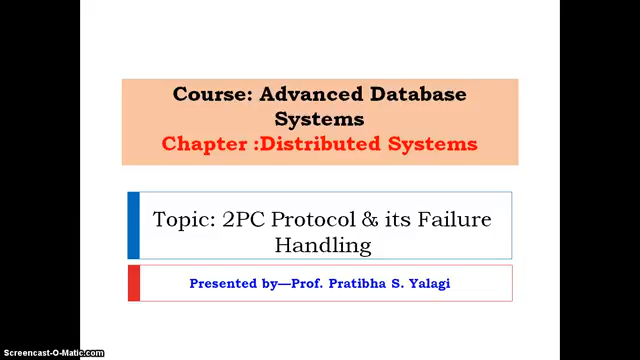 Course: Advanced Database
Systems
Chapter :Distributed Systems
Topic: 2PC Protocol & its Failure
Handling
Presented by—Prof. Pratibha S. Yalagi
Screencast-O-Matic.com